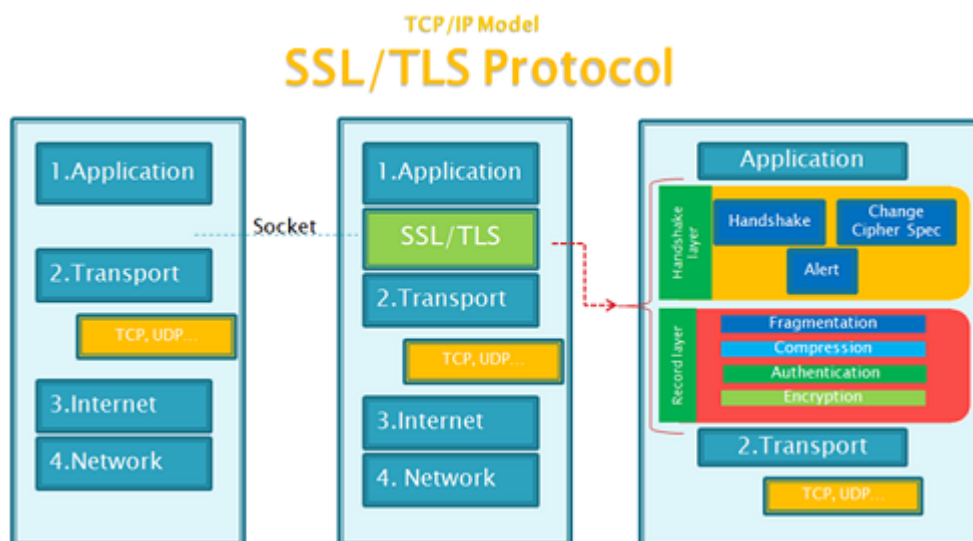 TCP/IP Model
SSL/TLS Protocol
1.Application
Socket
2.Transport
TCP, UDP...
3.Internet
4.Network
1.Application
SSL/TLS
2.Transport
TCP, UDP...
3.Internet
4. Network
Application
Handshake
layer
Handshake
Change
Cipher Spec
Alert
Record layer
Fragmentation
Compression
Authentication
Encryption
2.Transport
TCP, UDP...